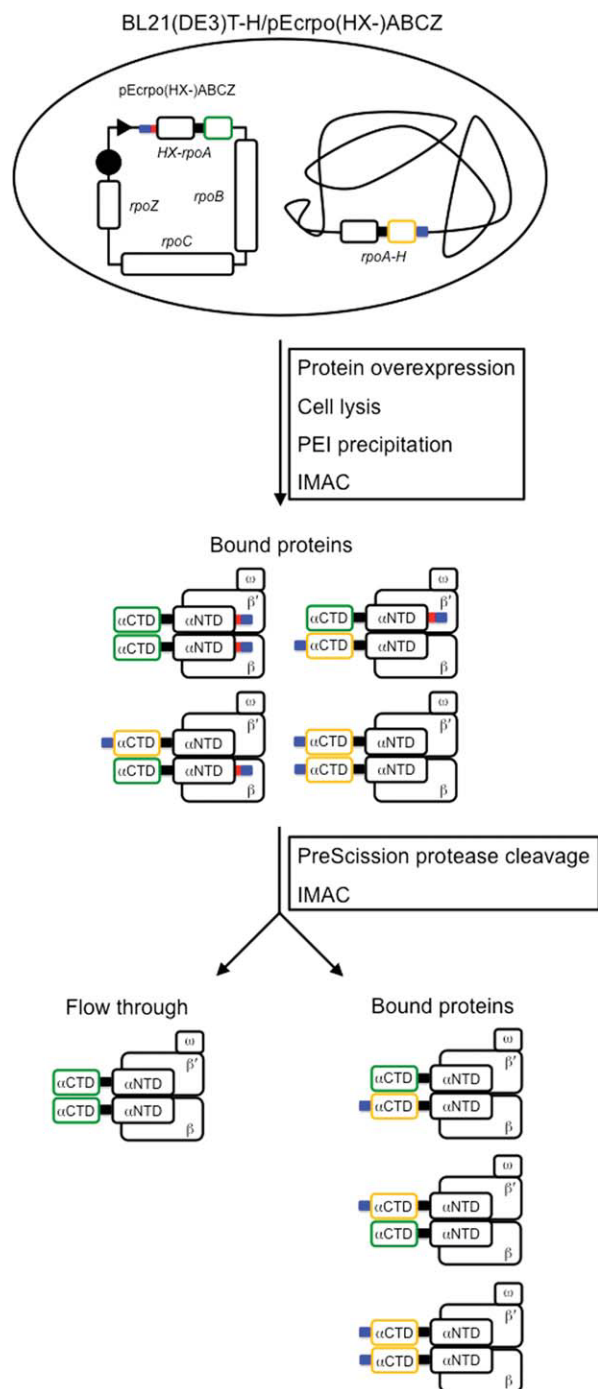 BL21(DE3)T-H/pEcrpo(HX-)ABCZ
pEcrpo(HX-)ABCZ
HX-rpoA
rpoZ
rpoB
rpoC
rpoA-H
Protein overexpression
Cell lysis
PEI precipitation
IMAC
Bound proteins
ω
β'
αCTD
αNTD
αCTD
αNTD
β
ω
β'
αCTD
αNTD
αCTD
αNTD
β
ω
β'
αCTD
αNTD
αCTD
αNTD
β
ω
β'
αCTD
αNTD
αCTD
αNTD
β
PreScission protease cleavage
IMAC
Flow through
ω
β'
αCTD
αNTD
αCTD
αNTD
β
Bound proteins
ω
β'
αCTD
αNTD
αCTD
αNTD
β
ω
β'
αCTD
αNTD
αCTD
αNTD
β
ω
β'
αCTD
αNTD
αCTD
αNTD
β